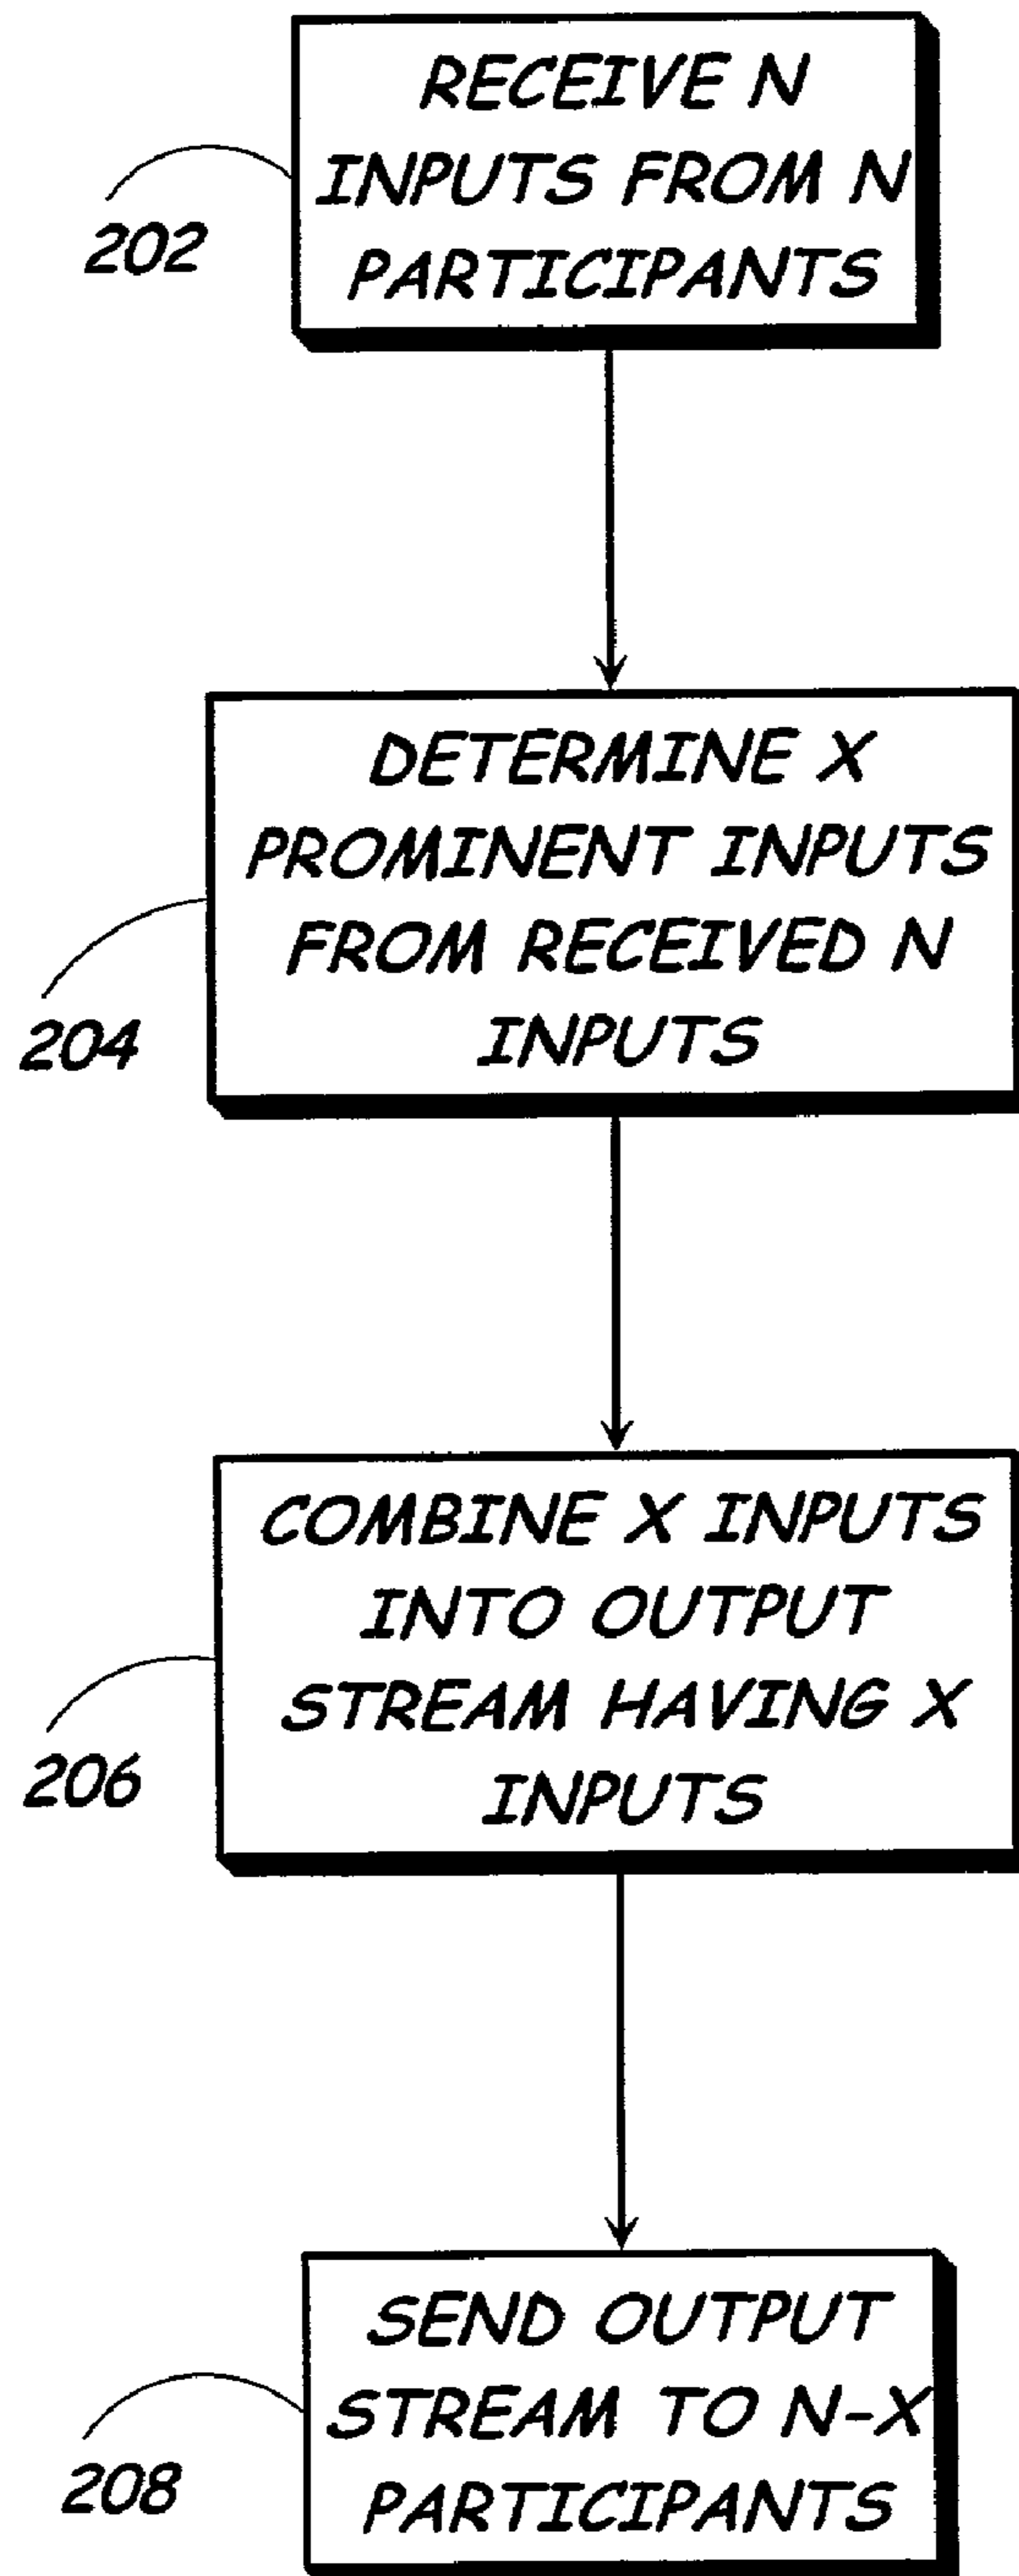 RECEIVE N
INPUTS FROM N
PARTICIPANTS
202
DETERMINE X
PROMINENT INPUTS
FROM RECEIVED N
INPUTS
204
COMBINE X INPUTS
INTO OUTPUT
STREAM HAVING X
INPUTS
206
SEND OUTPUT
STREAM TO N-X
PARTICIPANTS
208